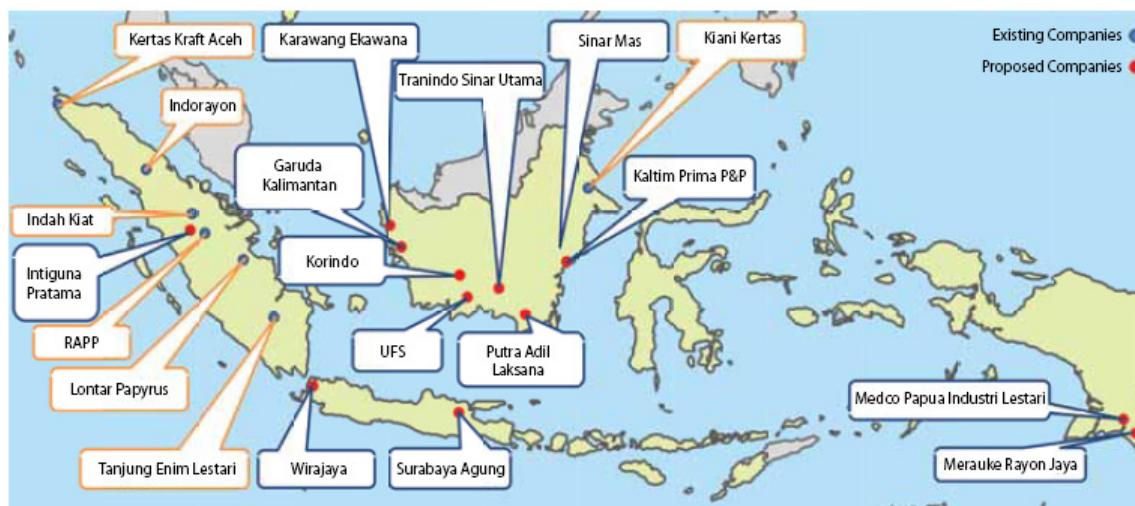 Kertas Kraft Aceh
Karawang Ekawana
Sinar Mas
Kiani Kertas
Existing Companies
Proposed Companies
Tranindo Sinar Utama
Indorayon
Garuda
Kalimantan
Kaltim Prima P&P
Indah Kiat
Korindo
Intiguna
Pratama
RAPP
UFS
Putra Adil
Laksana
Lontar Papyrus
Medco Papua Industri Lestari
Tanjung Enim Lestari
Wirajaya
Surabaya Agung
Merauke Rayon Jaya